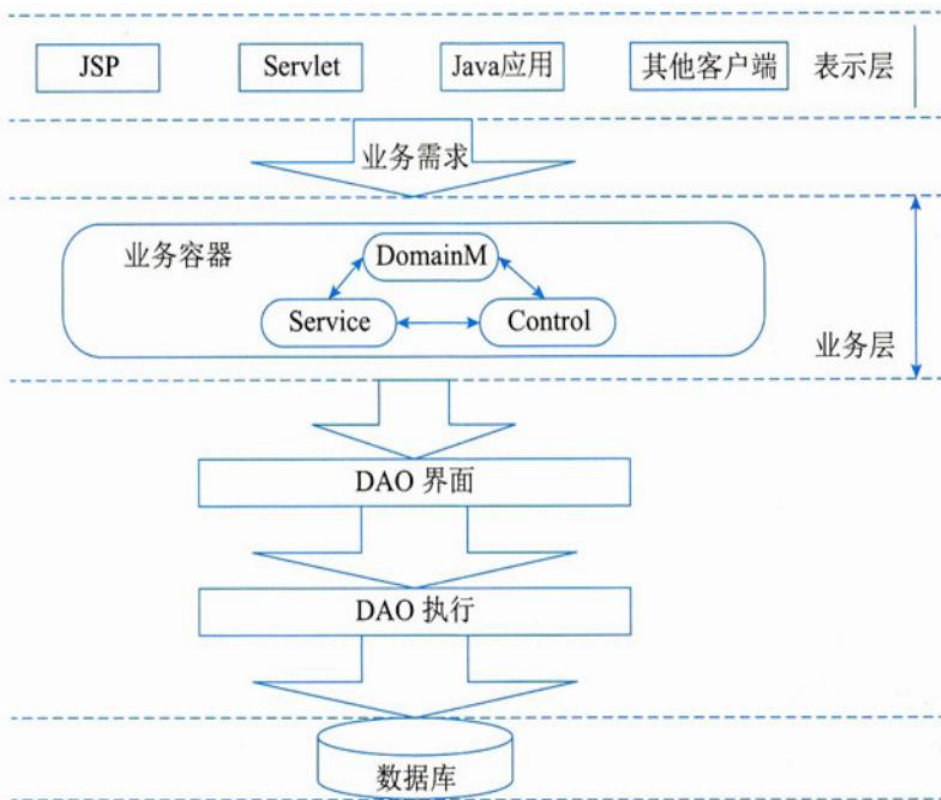 JSP Servlet Java应用 其他客户端 表示层
业务需求
业务容器
DomainM
Service Control
业务层
DAO 界面
DAO 执行
数据库